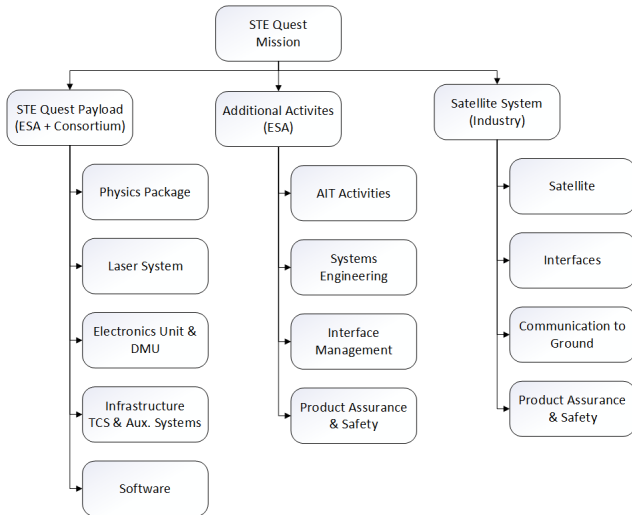 STE Quest
Mission
STE Quest Payload
(ESA + Consortium)
Physics Package
Laser System
Electronics Unit &
DMU
Infrastructure
TCS & Aux. Systems
Software
Additional Activites
(ESA)
AIT Activities
Systems
Engineering
Interface
Management
Product Assurance
& Safety
Satellite System
(Industry)
Satellite
Interfaces
Communication to
Ground
Product Assurance
& Safety